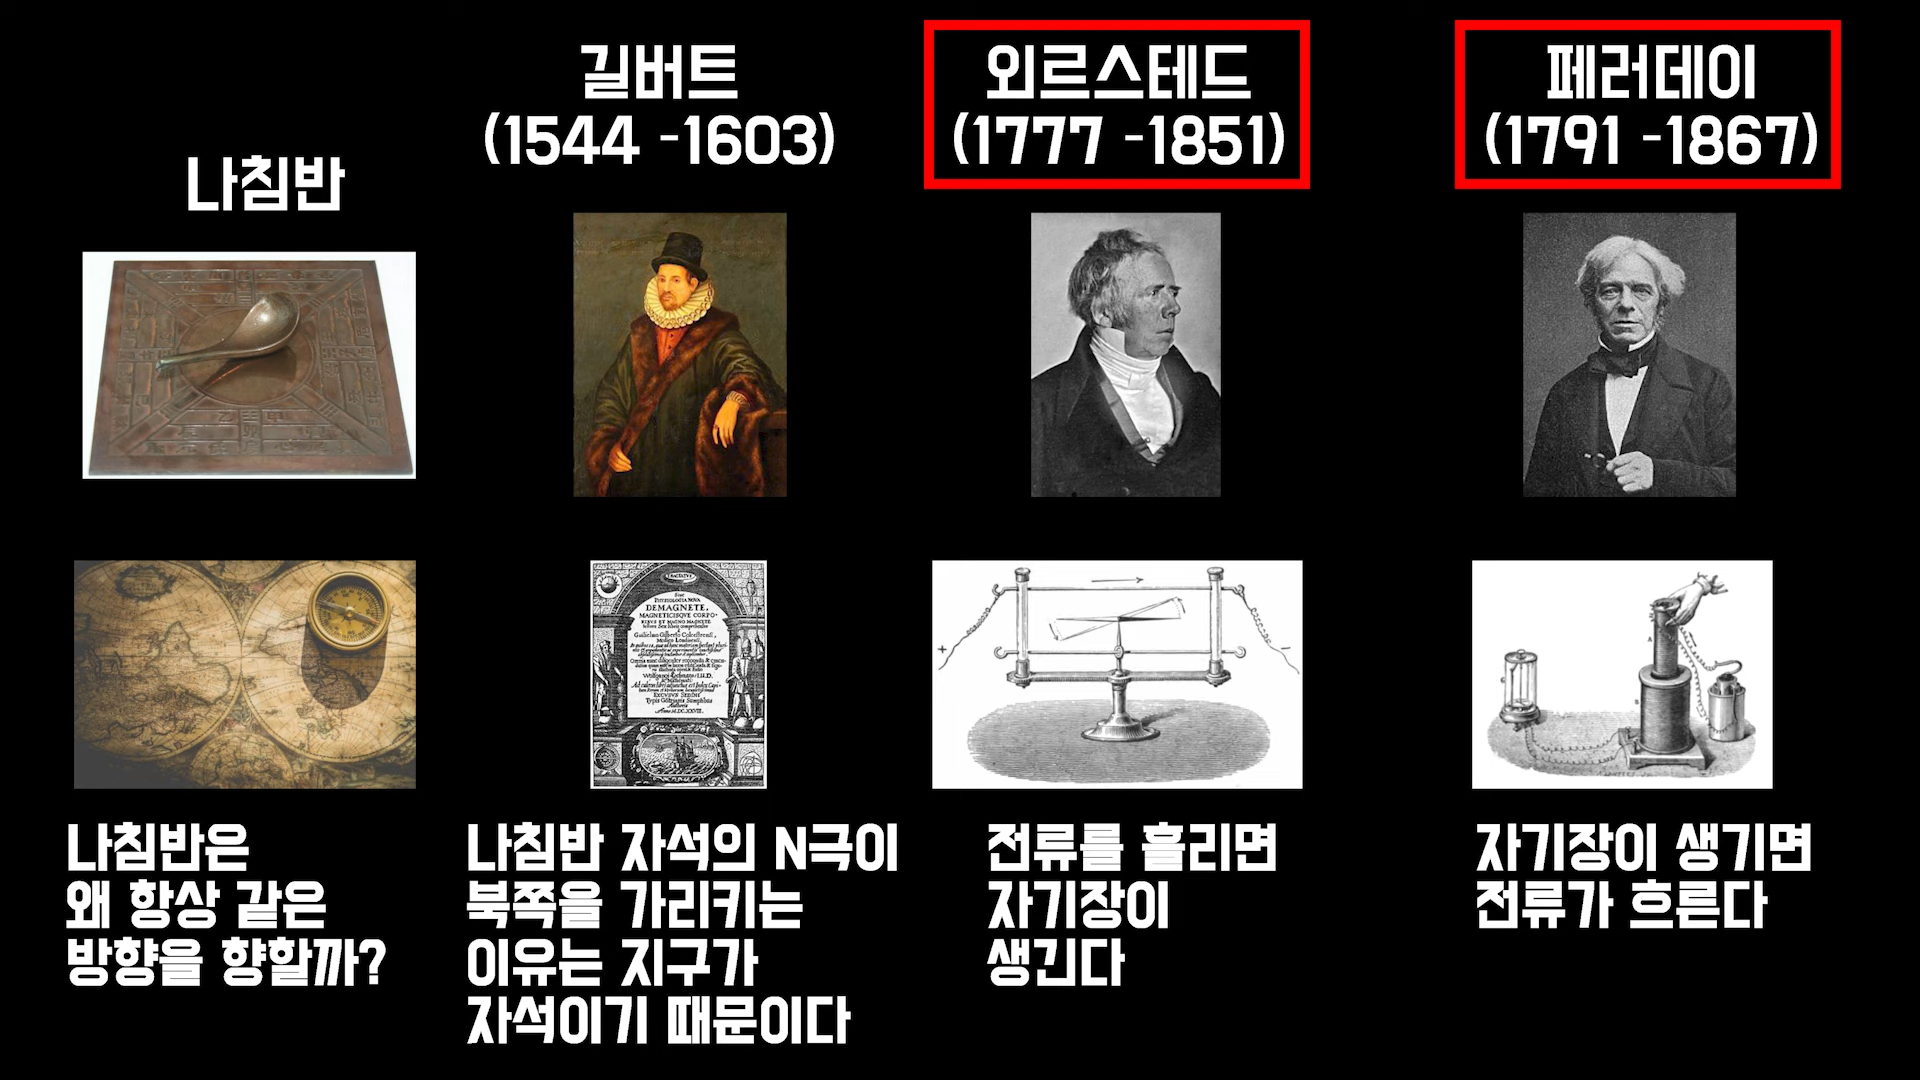 나침반
길버트
(1544 -1603)
외르스테드
(1777 -1851)
페러데이
(1791 -1867)
DEMAGNETE,
+
-
나침반은
왜 항상 같은
방향을 향할까?
나침반 자석의 N극이
북쪽을 가리키는
이유는 지구가
자석이기 때문이다
전류를 흘리면
자기장이
생긴다
자기장이 생기면
전류가 흐른다